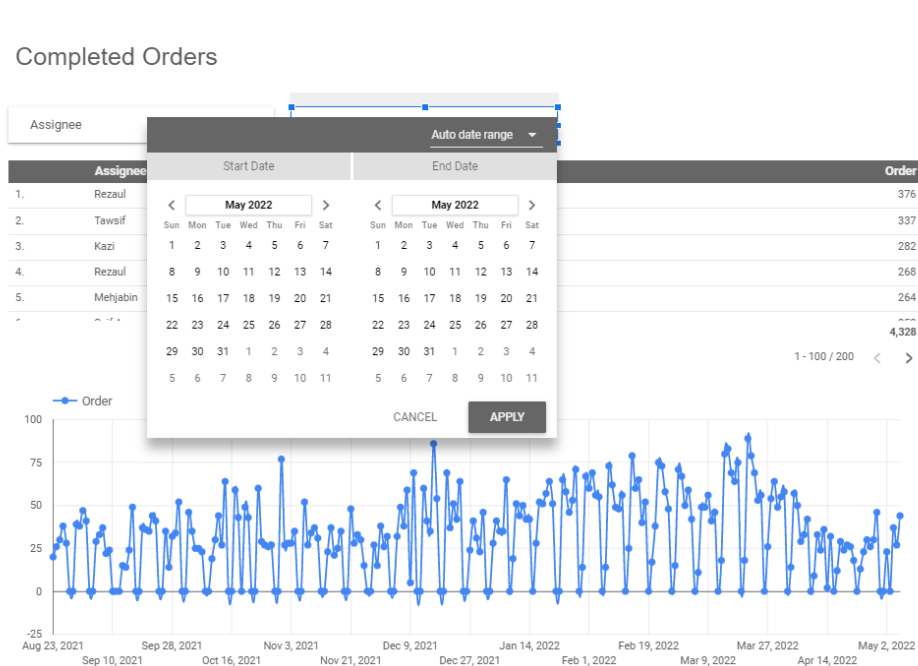 Completed Orders
Assignee
Auto date range
Start Date End Date
Assignee Order
May 2022 May 2022
Sun Mon Tue Wed Thu Fri Sat Sun Mon Tue Wed Thu Fri Sat
1 2 3 4 5 6 7 1 2 3 4 5 6 7
8 9 10 11 12 13 14 8 9 10 11 12 13 14
15 16 17 18 19 20 21 15 16 17 18 19 20 21
22 23 24 25 26 27 28 22 23 24 25 26 27 28
29 30 31 1 2 3 4 29 30 31 1 2 3 4
5 6 7 8 9 10 11 5 6 7 8 9 10 11
CANCEL APPLY
1. Rezaul 376
2. Tawsif 337
3. Kazi 282
4. Rezaul 268
5. Mehjabin 264
4,328
1 - 100 / 200
Order
100
75
50
25
0
-25
Aug 23, 2021 Sep 28, 2021 Nov 3, 2021 Dec 9, 2021 Jan 14, 2022 Feb 19, 2022 Mar 27, 2022 May 2, 2022
Sep 10, 2021 Oct 16, 2021 Nov 21, 2021 Dec 27, 2021 Feb 1, 2022 Mar 9, 2022 Apr 14, 2022